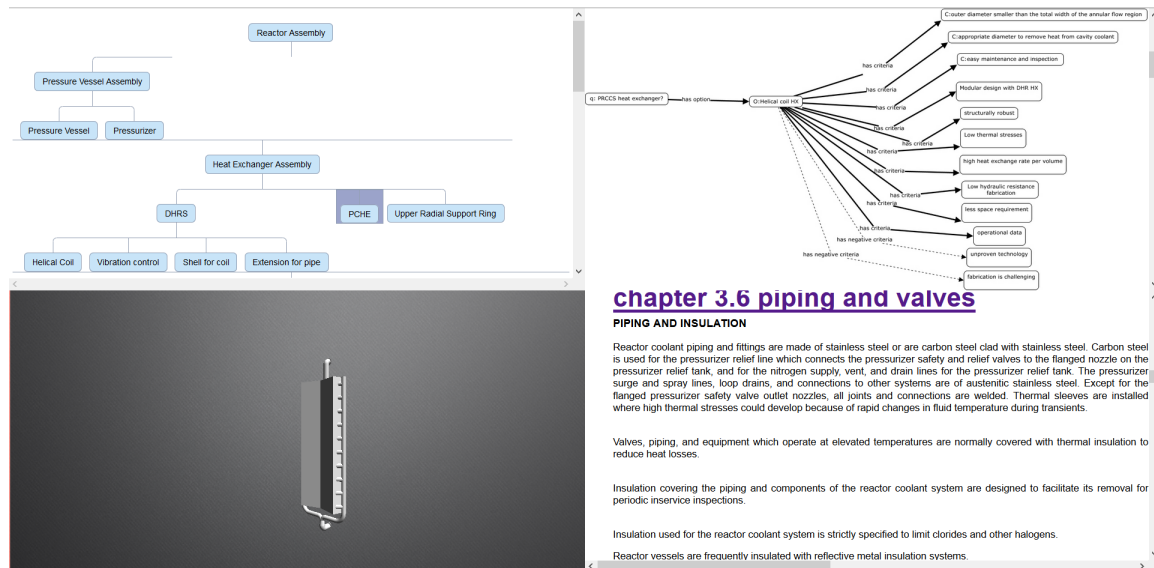 Reactor Assembly
Pressure Vessel Assembly
Pressure Vessel
Pressurizer
Heat Exchanger Assembly
DHRS
PCHE
Upper Radial Support Ring
Helical Coil
Vibration control
Shell for coil
Extension for pipe
q: PRCCS heat exchanger?
has option
O:Helical coil HX
has criteria
C:outer diameter smaller than the total width of the annular flow region
has criteria
C:appropriate diameter to remove heat from cavity coolant
has criteria
C:easy maintenance and inspection
has criteria
Modular design with DHR HX
has criteria
structurally robust
has criteria
Low thermal stresses
has criteria
high heat exchange rate per volume
has criteria
Low hydraulic resistance
fabrication
has criteria
less space requirement
has criteria
operational data
has negative criteria
unproven technology
has negative criteria
fabrication is challenging
chapter 3.6 piping and valves
PIPING AND INSULATION
Reactor coolant piping and fittings are made of stainless steel or are carbon steel clad with stainless steel. Carbon steel
is used for the pressurizer relief line which connects the pressurizer safety and relief valves to the flanged nozzle on the
pressurizer relief tank, and for the nitrogen supply, vent, and drain lines for the pressurizer relief tank. The pressurizer
surge and spray lines, loop drains, and connections to other systems are of austenitic stainless steel. Except for the
flanged pressurizer safety valve outlet nozzles, all joints and connections are welded. Thermal sleeves are installed
where high thermal stresses could develop because of rapid changes in fluid temperature during transients.
Valves, piping, and equipment which operate at elevated temperatures are normally covered with thermal insulation to
reduce heat losses.
Insulation covering the piping and components of the reactor coolant system are designed to facilitate its removal for
periodic inservice inspections.
Insulation used for the reactor coolant system is strictly specified to limit clorides and other halogens.
Reactor vessels are frequently insulated with reflective metal insulation systems.